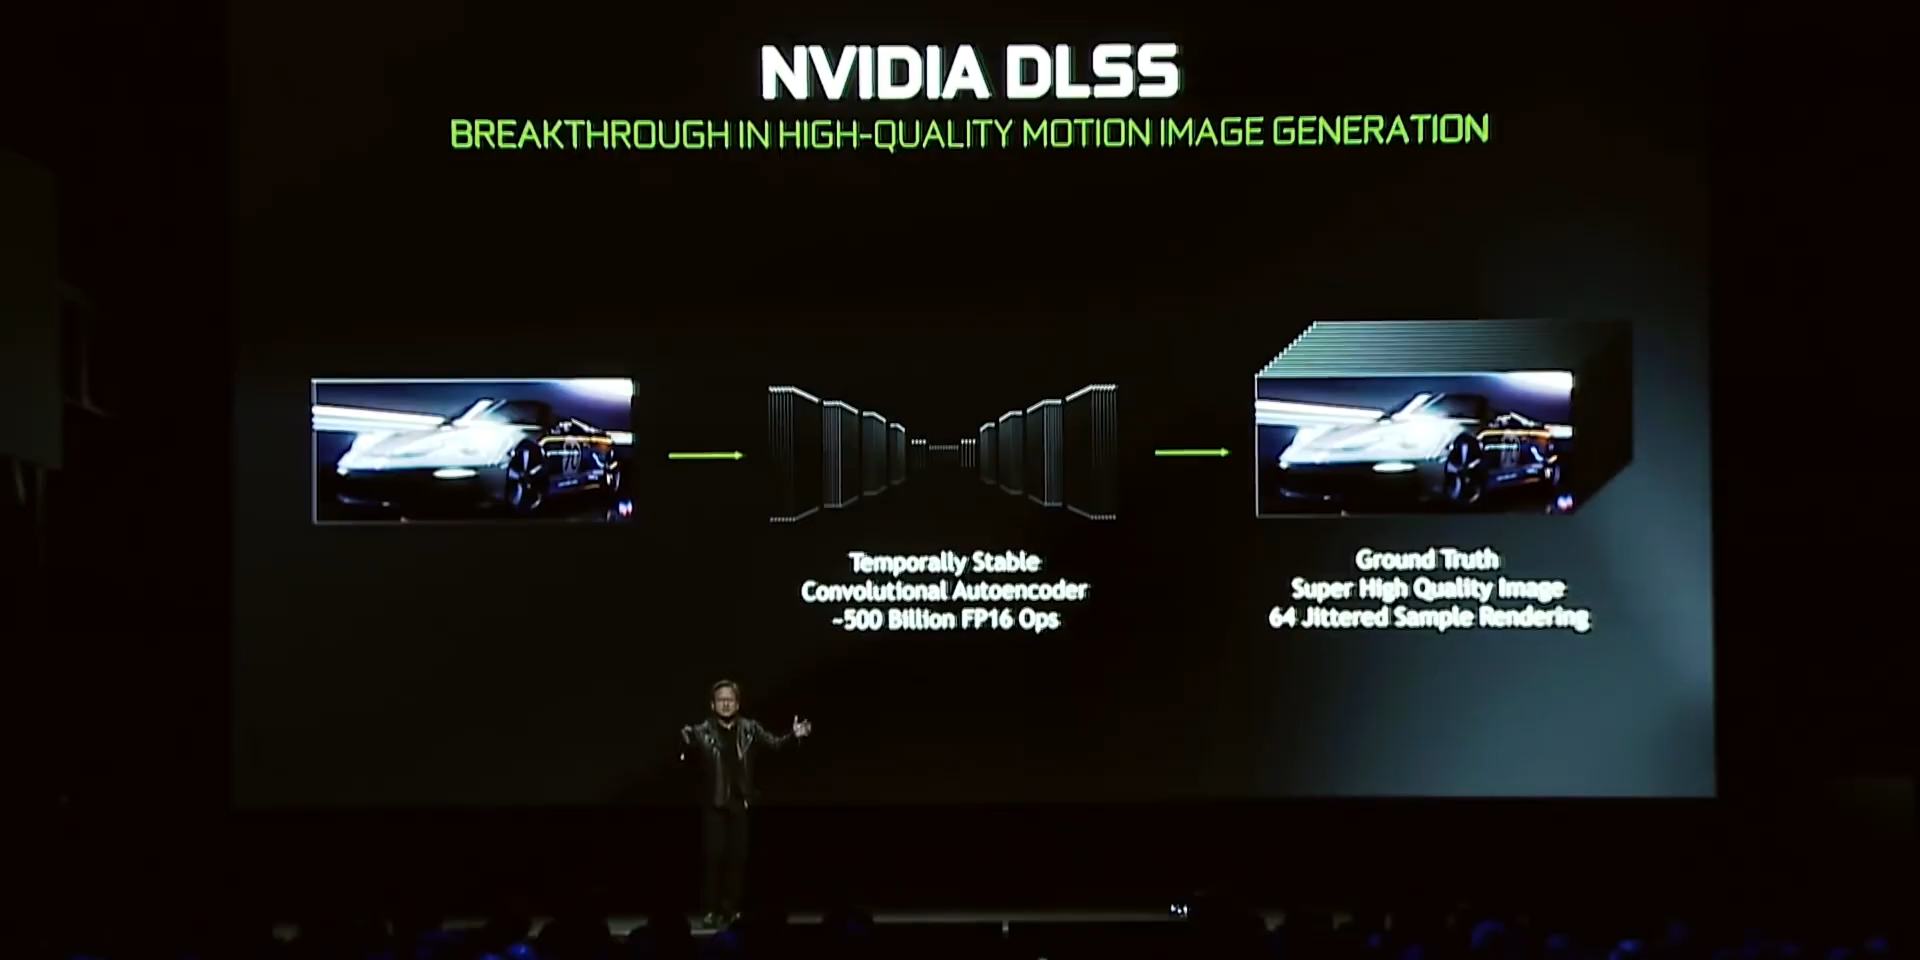 NVIDIA DLSS
BREAKTHROUGH IN HIGH-QUALITY MOTION IMAGE GENERATION
Temporally Stable
Convolutional Autoencoder
~500 Billion FP16 Ops
Ground Truth
Super High Quality Image
64 Jittered Sample Rendering